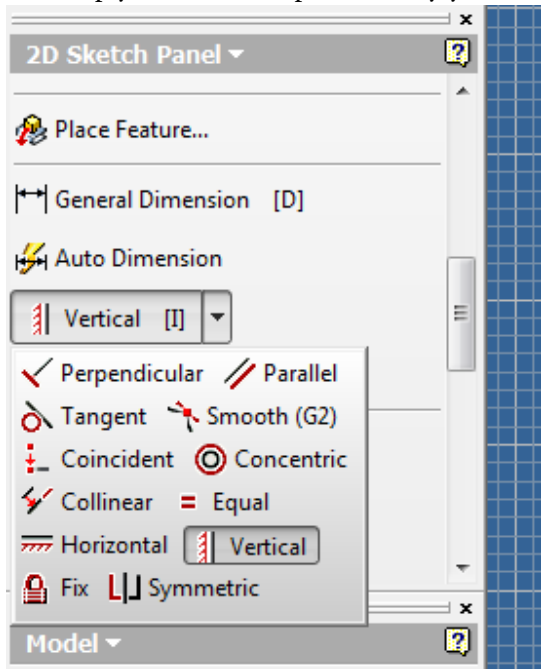 2D Sketch Panel
Place Feature...
General Dimension [D]
Auto Dimension
Vertical [I]
Perpendicular Parallel
Tangent Smooth (G2)
Coincident Concentric
Collinear = Equal
Horizontal Vertical
Fix Symmetric
Model